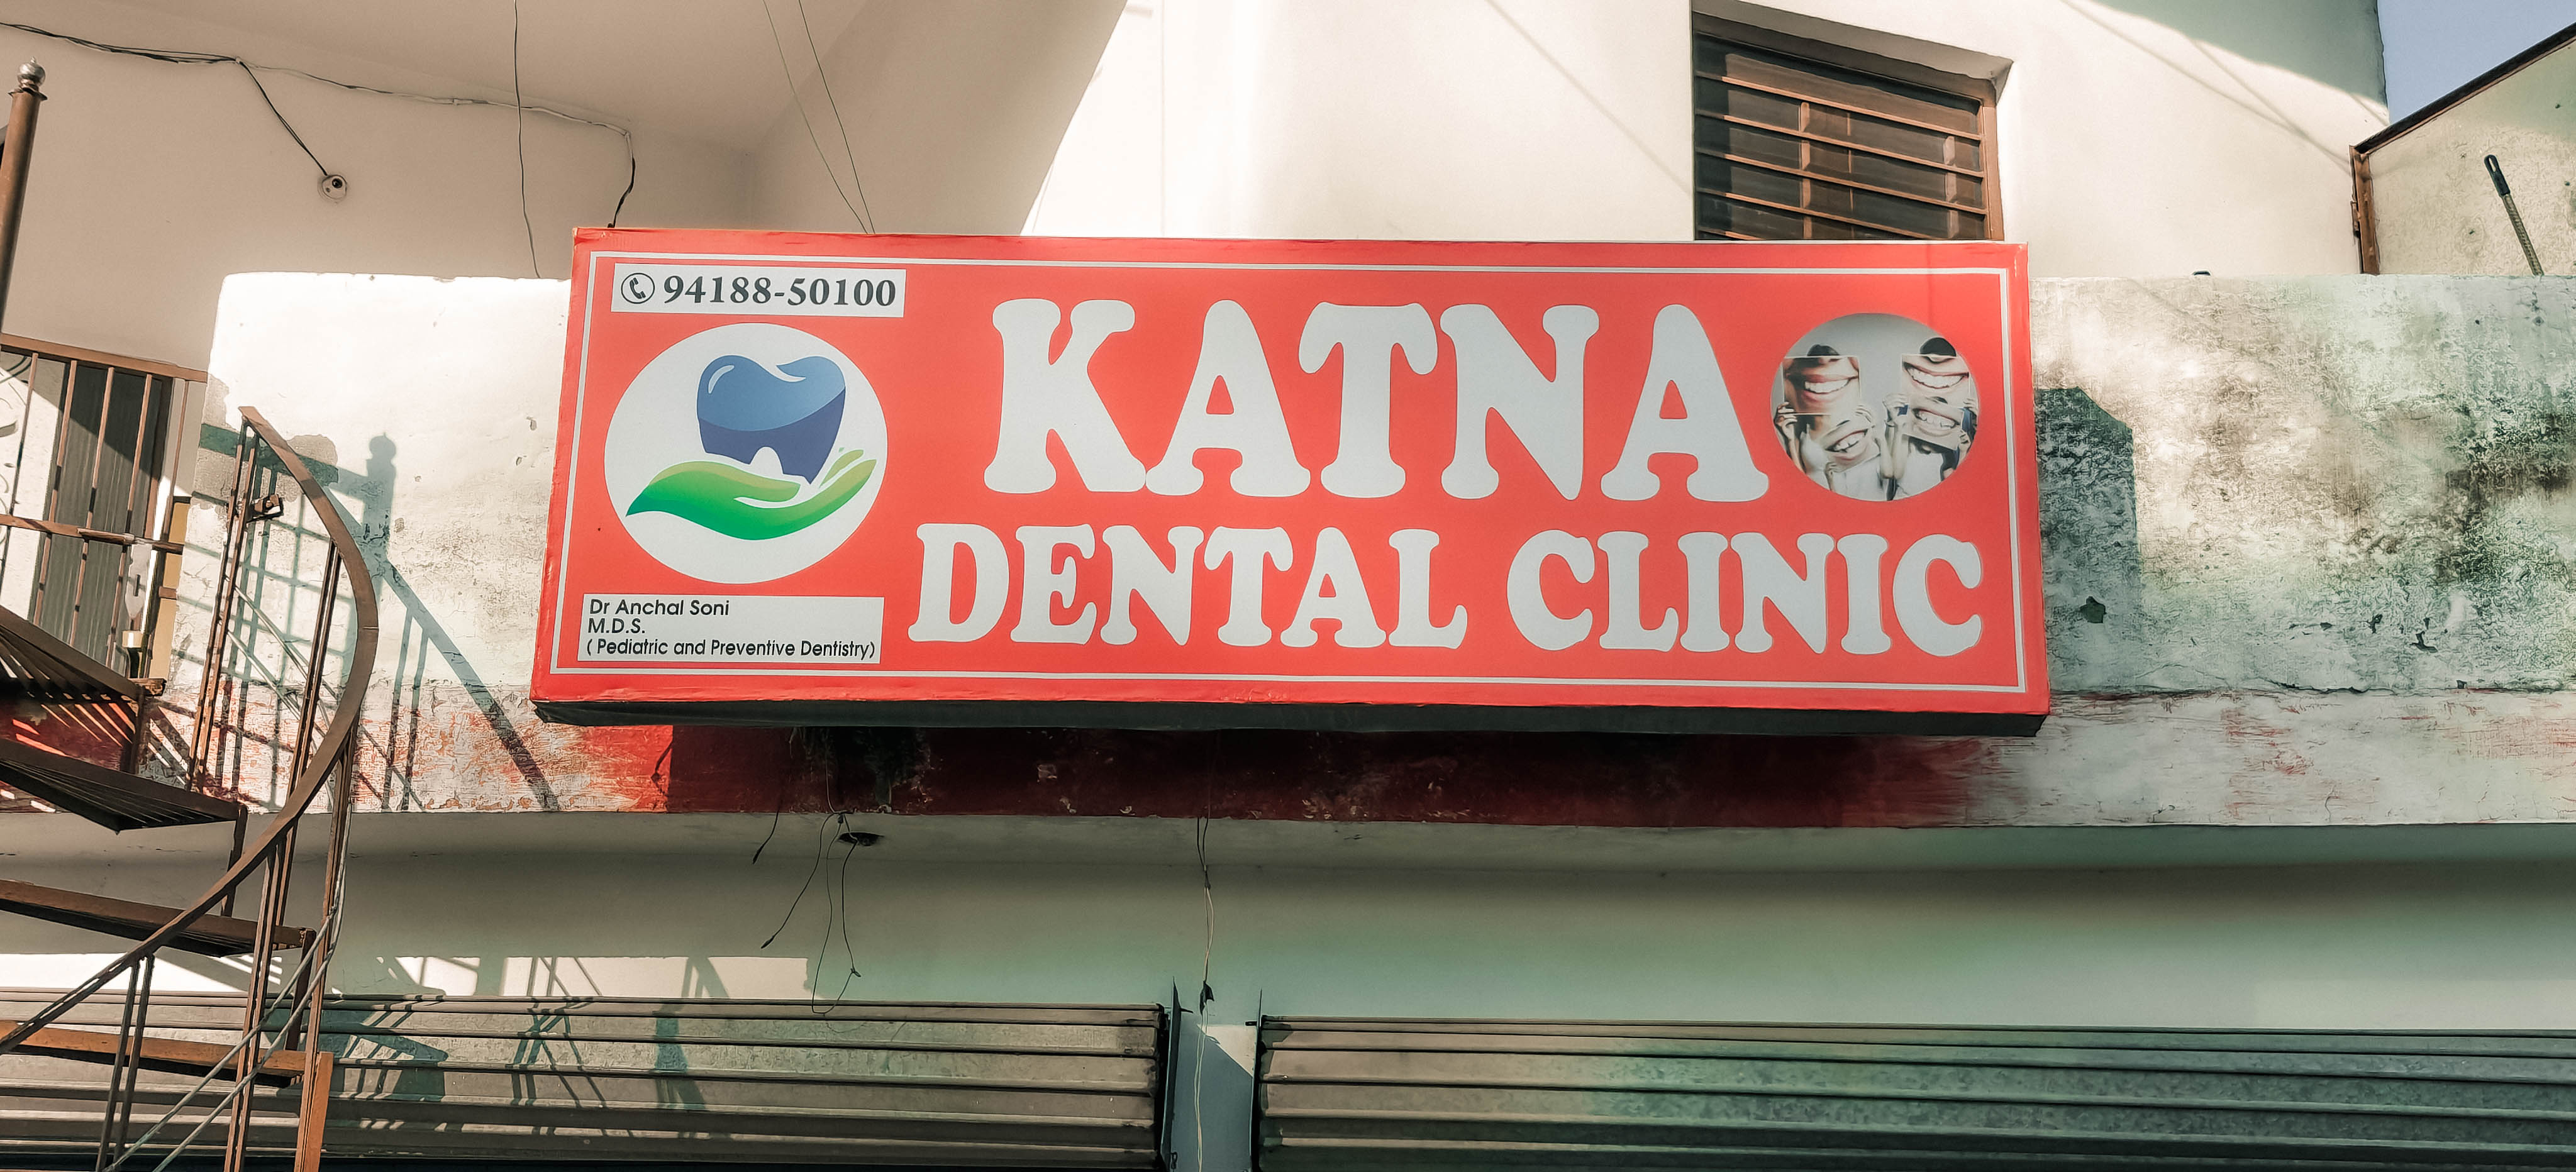 94188-50100
KATNA
DENTAL CLINIC
Dr Anchal Soni
M.D.S.
( Pediatric and Preventive Dentistry)